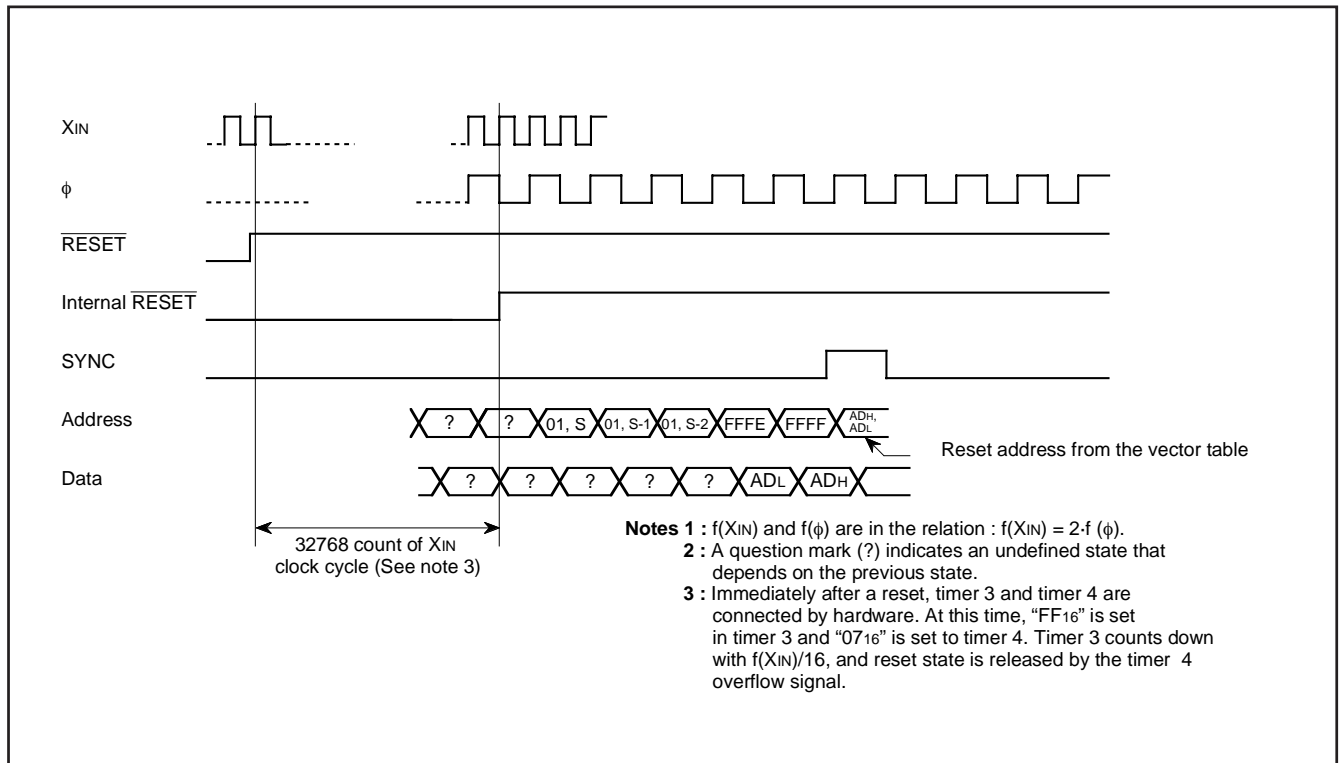 XIN
φ
RESET
Internal RESET
SYNC
Address
? ? 01, S 01, S-1 01, S-2 FFFE FFFF ADH, ADL
Reset address from the vector table
Data
? ? ? ? ? ADL ADH
32768 count of XIN
clock cycle (See note 3)
Notes 1 : f(XIN) and f(φ) are in the relation : f(XIN) = 2·f (φ).
2 : A question mark (?) indicates an undefined state that
depends on the previous state.
3 : Immediately after a reset, timer 3 and timer 4 are
connected by hardware. At this time, “FF16” is set
in timer 3 and “0716” is set to timer 4. Timer 3 counts down
with f(XIN)/16, and reset state is released by the timer 4
overflow signal.